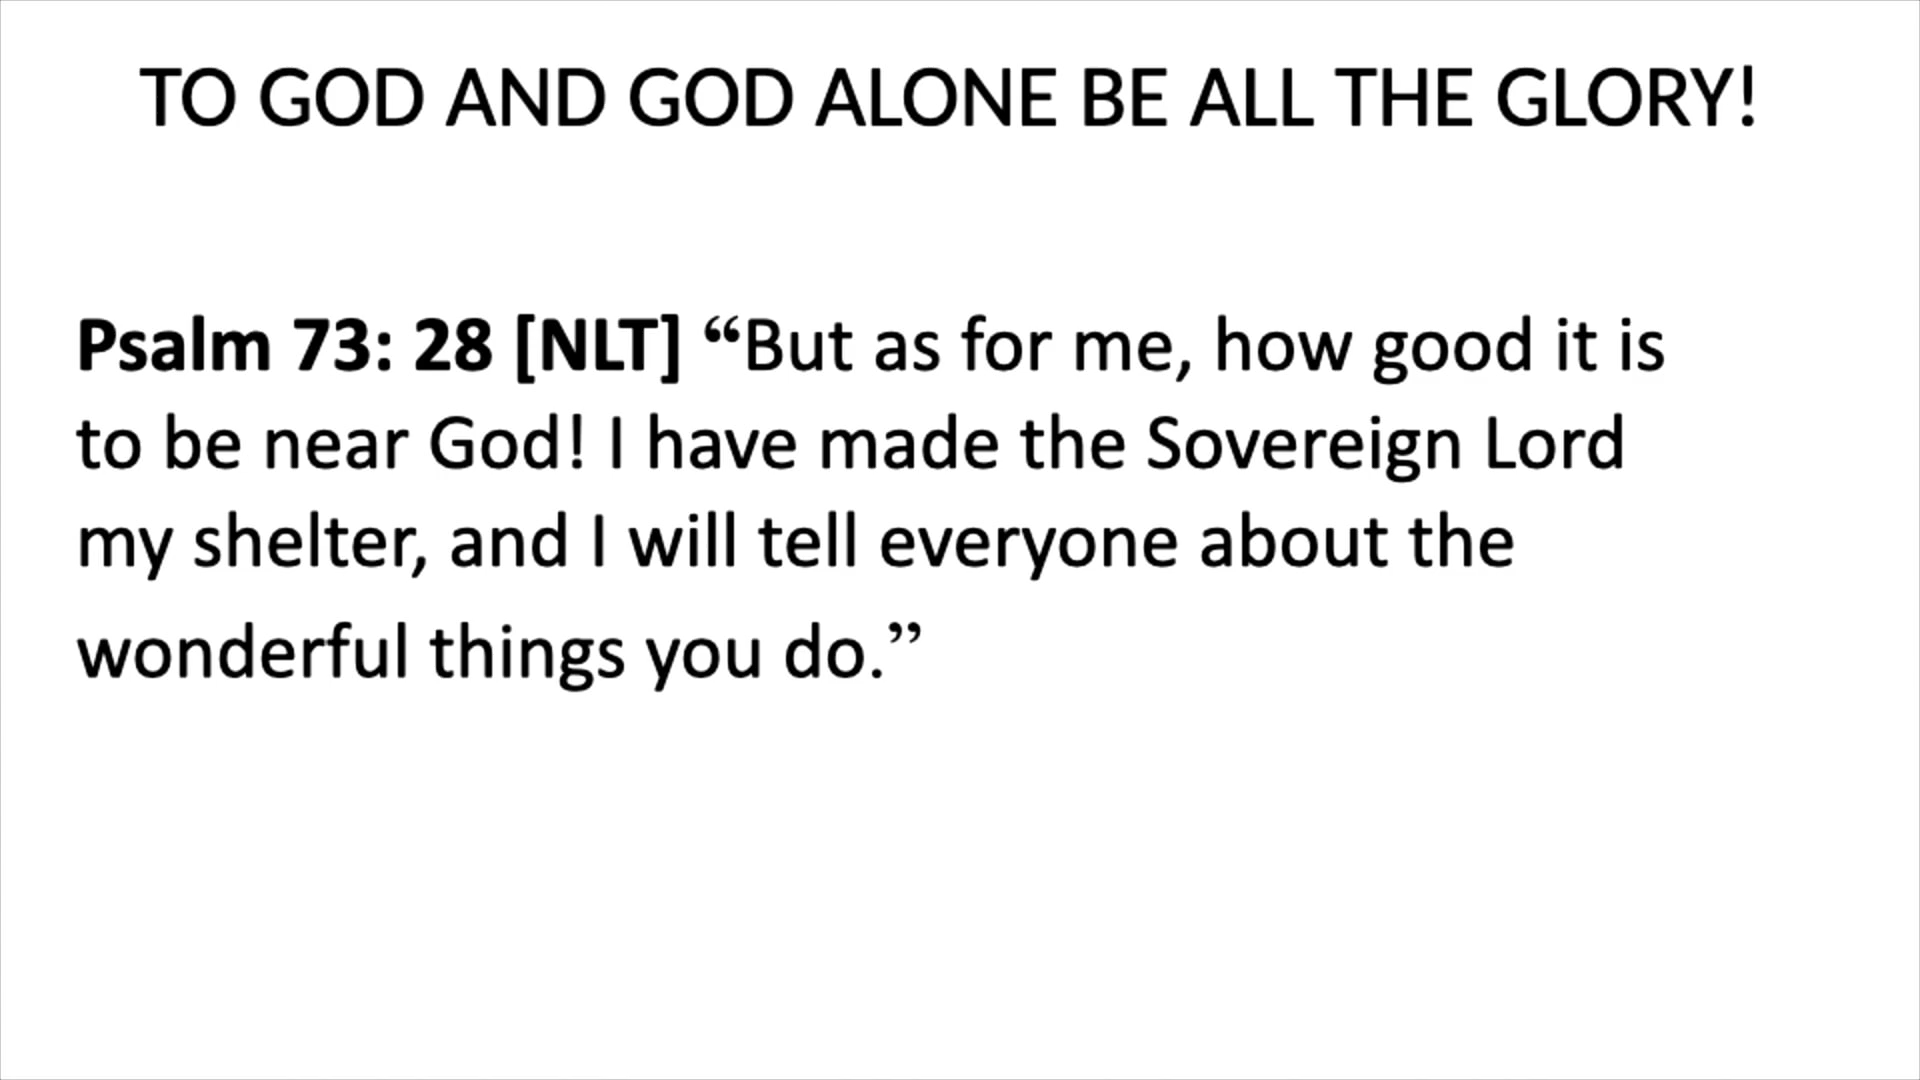 TO GOD AND GOD ALONE BE ALL THE GLORY!
Psalm 73: 28 [NLT] “But as for me, how good it is
to be near God! I have made the Sovereign Lord
my shelter, and I will tell everyone about the
wonderful things you do.”